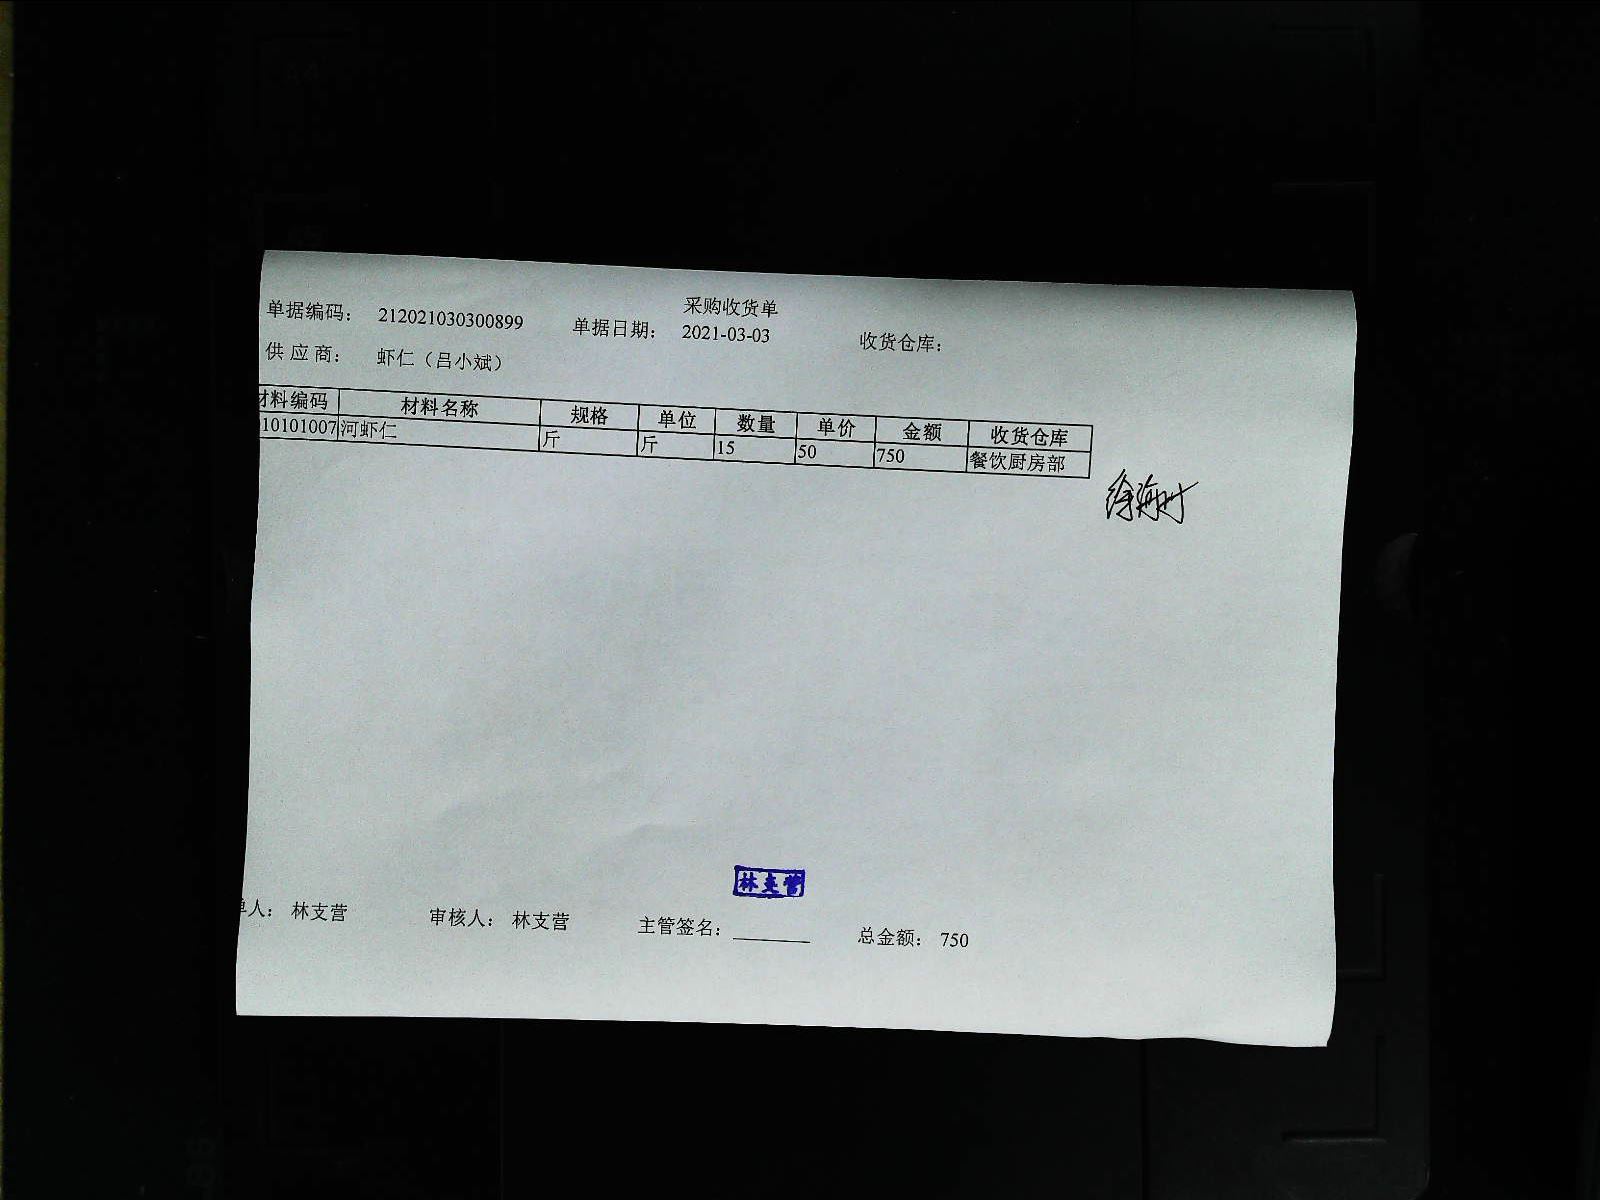 采购收货单
单据编码： 212021030300899 单据日期： 2021-03-03 收货仓库：
供应商： 虾仁（吕小斌）
材料编码 材料名称 规格 单位 数量 单价 金额 收货仓库
10101007 河虾仁 斤 斤 15 50 750 餐饮厨房部
林支营
单人： 林支营 审核人： 林支营 主管签名： 总金额： 750